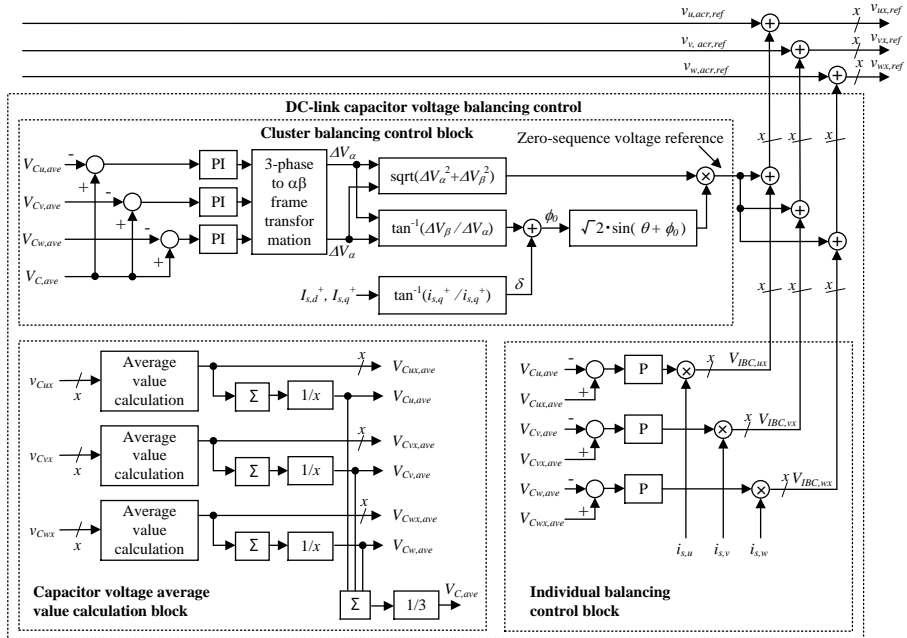 v_u,acr,ref
x
v_ux,ref
v_v, acr,ref
x
v_vx,ref
v_w,acr,ref
x
v_wx,ref
DC-link capacitor voltage balancing control
Cluster balancing control block
Zero-sequence voltage reference
x
x
x
V_Cu,ave
-
+
PI
3-phase
to αβ
frame
transfor
mation
ΔV_α
sqrt(ΔV_α^2+ΔV_β^2)
×
+
V_Cv,ave
-
+
PI
V_Cw,ave
-
+
PI
ΔV_α
tan^-1(ΔV_β/ΔV_α)
+
ϕ_0
√2·sin( θ+ ϕ_0)
V_C,ave
I_s,d^+, I_s,q^+
tan^-1(i_s,q^+/i_s,q^+)
δ
x
x
x
v_Cux
x
Average
value
calculation
x
V_Cux,ave
Σ
1/x
V_Cu,ave
v_Cvx
x
Average
value
calculation
x
V_Cvx,ave
Σ
1/x
V_Cv,ave
v_Cwx
x
Average
value
calculation
x
V_Cwx,ave
Σ
1/x
V_Cw,ave
Σ
1/3
V_C,ave
Capacitor voltage average
value calculation block
V_Cu,ave
-
+
P
×
x
V_IBC,ux
V_Cux,ave
V_Cv,ave
-
+
P
×
x
V_IBC,vx
V_Cvx,ave
V_Cw,ave
-
+
P
×
x
V_IBC,wx
V_Cwx,ave
i_s,u
i_s,v
i_s,w
Individual balancing
control block